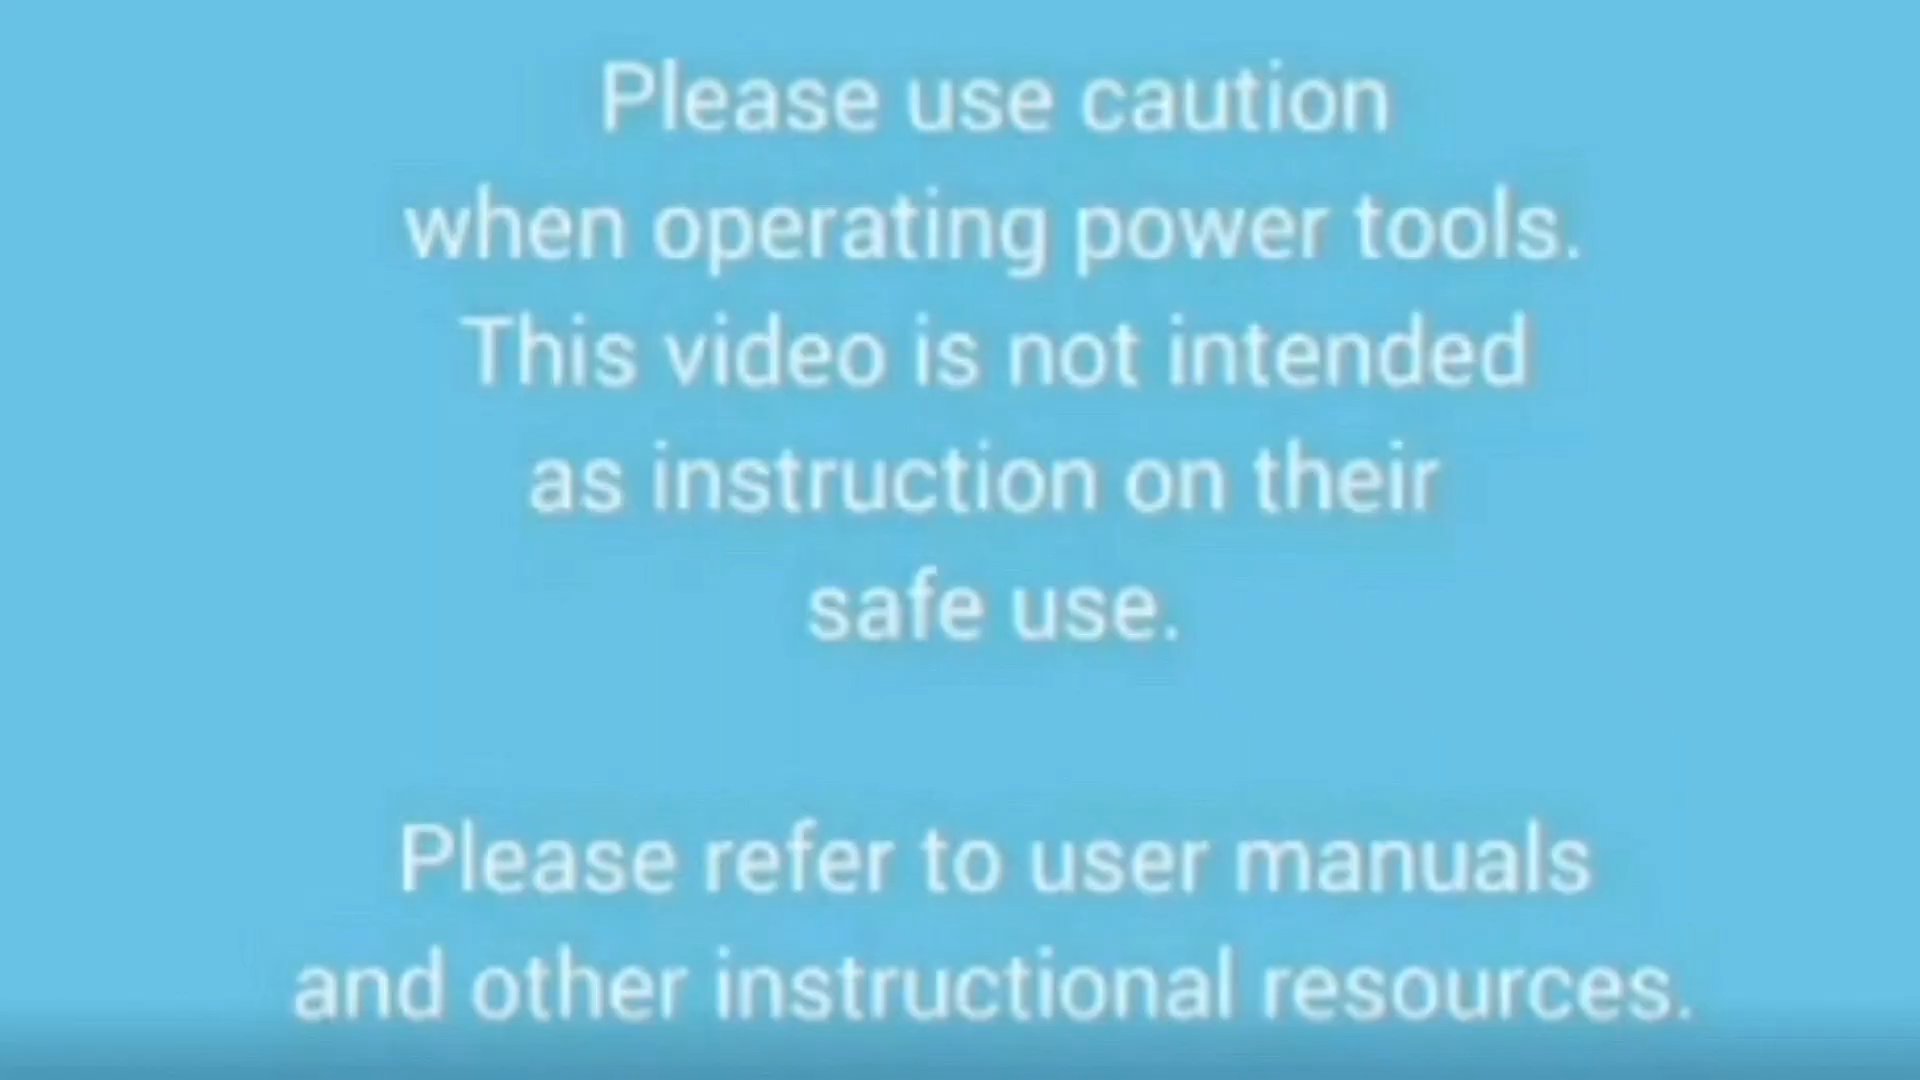 Please use caution
when operating power tools.
This video is not intended
as instruction on their
safe use.
Please refer to user manuals
and other instructional resources.